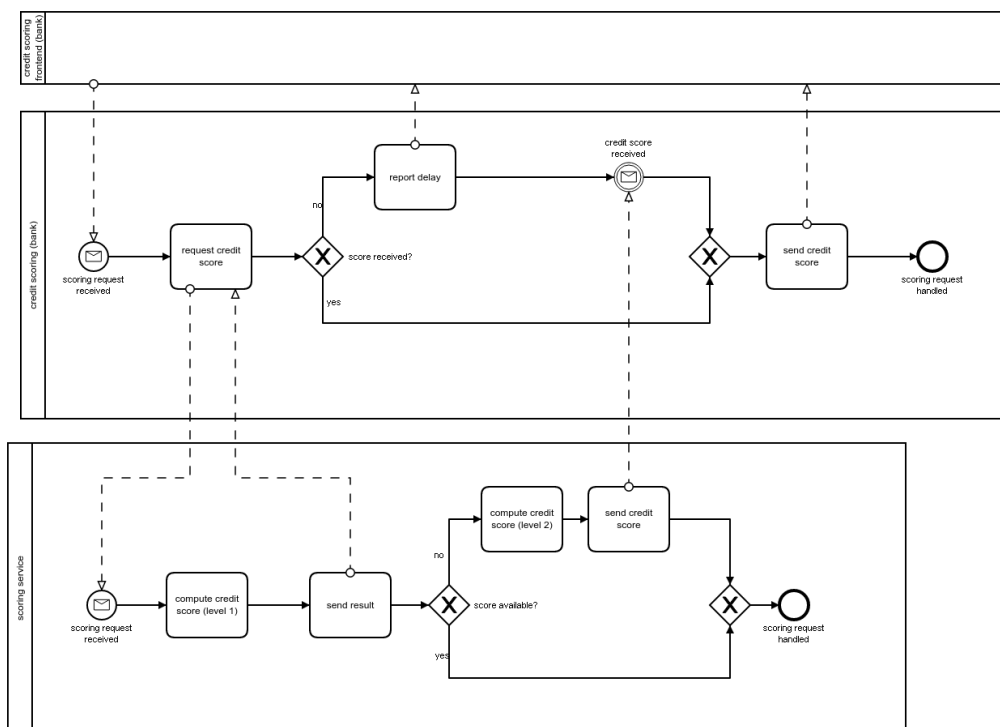 credit scoring
frontend (bank)
credit scoring (bank)
credit score
received
report delay
no
request credit
score
score received?
send credit
score
scoring request
received
scoring request
handled
yes
scoring service
compute credit
score (level 2)
send credit
score
no
compute credit
score (level 1)
send result
score available?
scoring request
received
scoring request
handled
yes